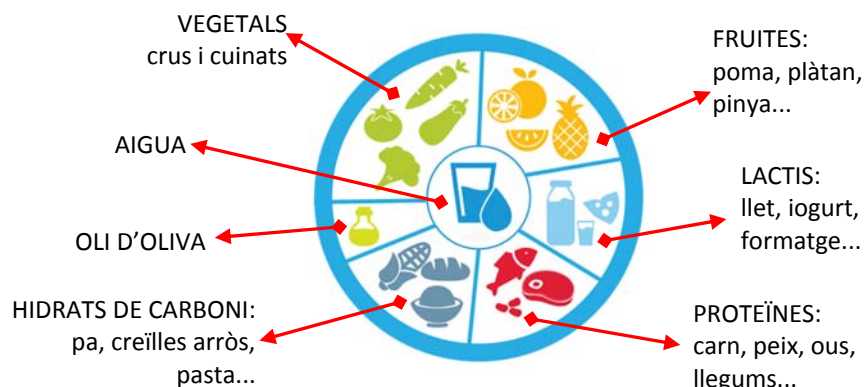 VEGETALS
crus i cuinats
AIGUA
OLI D'OLIVA
HIDRATS DE CARBONI:
pa, creïlles arròs,
pasta...
FRUITES:
poma, plàtan,
pinya...
LACTIS:
llet, iogurt,
formatge...
PROTEÏNES:
carn, peix, ous,
llegums...